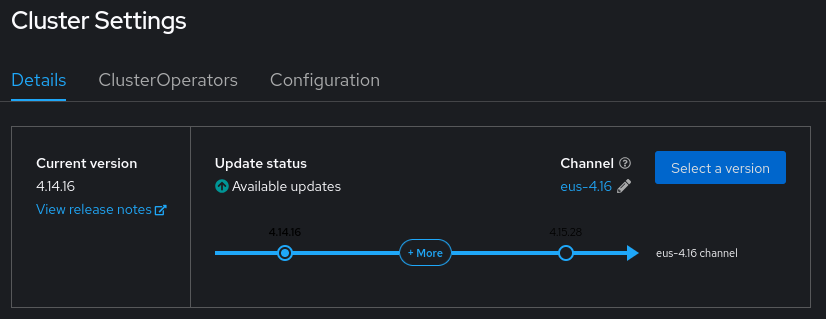 Cluster Settings
Details ClusterOperators Configuration
Current version
4.14.16
View release notes
Update status
Available updates
Channel
eus-4.16
Select a version
4.14.16
+ More
4.15.28
eus-4.16 channel